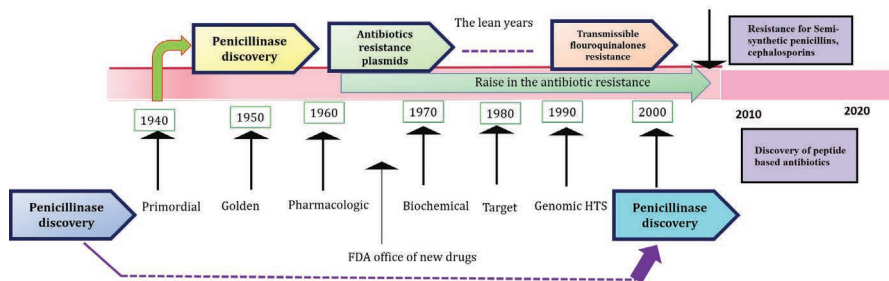 The lean years
Penicillinase
discovery
Antibiotics
resistance
plasmids
Transmissible
flouroquinalones
resistance
Resistance for Semi-
synthetic penicillins,
cephalosporins
Raise in the antibiotic resistance
1940
1950
1960
1970
1980
1990
2000
2010
2020
Discovery of peptide
based antibiotics
Penicillinase
discovery
Primordial
Golden
Pharmacologic
Biochemical
Target
Genomic HTS
Penicillinase
discovery
FDA office of new drugs